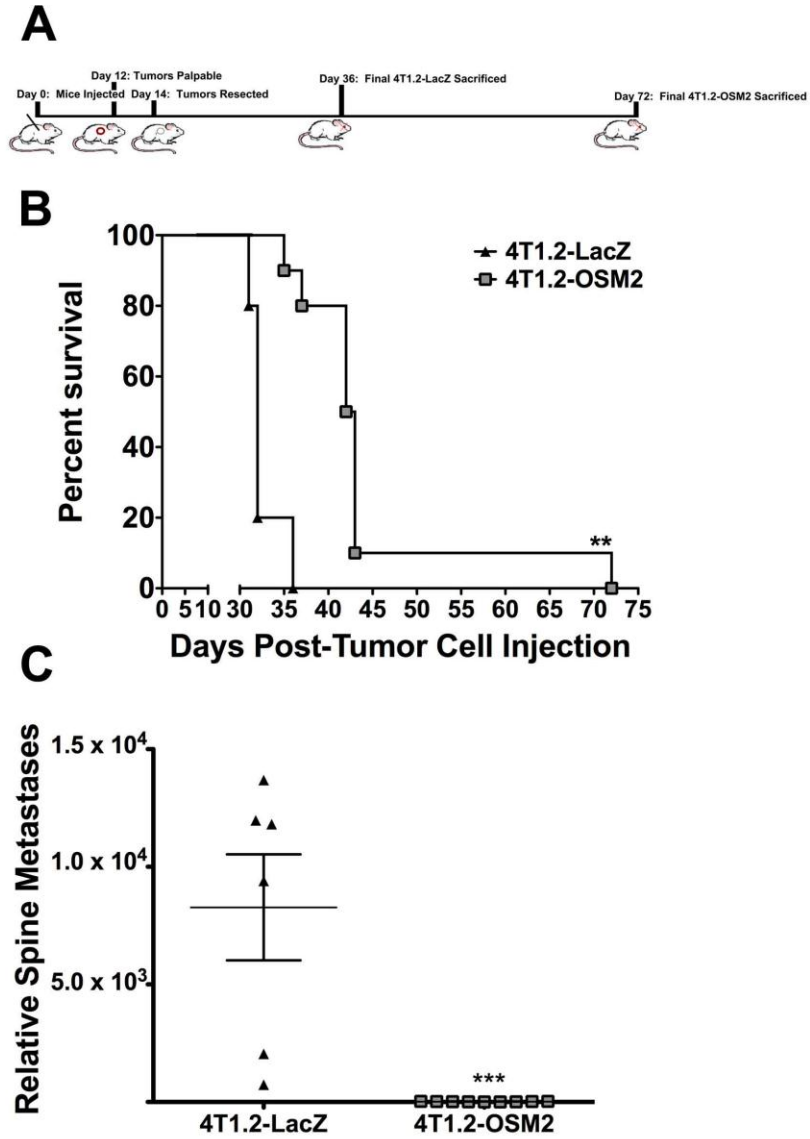 A
Day 12: Tumors Palpable
Day 36: Final 4T1.2-LacZ Sacrificed
Day 0: Mice Injected Day 14: Tumors Resected
Day 72: Final 4T1.2-OSM2 Sacrificed
B
100
80
60
40
20
0
Percent survival
4T1.2-LacZ
4T1.2-OSM2
**
0 5 10 30 35 40 45 50 55 60 65 70 75
Days Post-Tumor Cell Injection
C
Relative Spine Metastases
1.5 x 10⁴
1.0 x 10⁴
5.0 x 10³
***
4T1.2-LacZ 4T1.2-OSM2